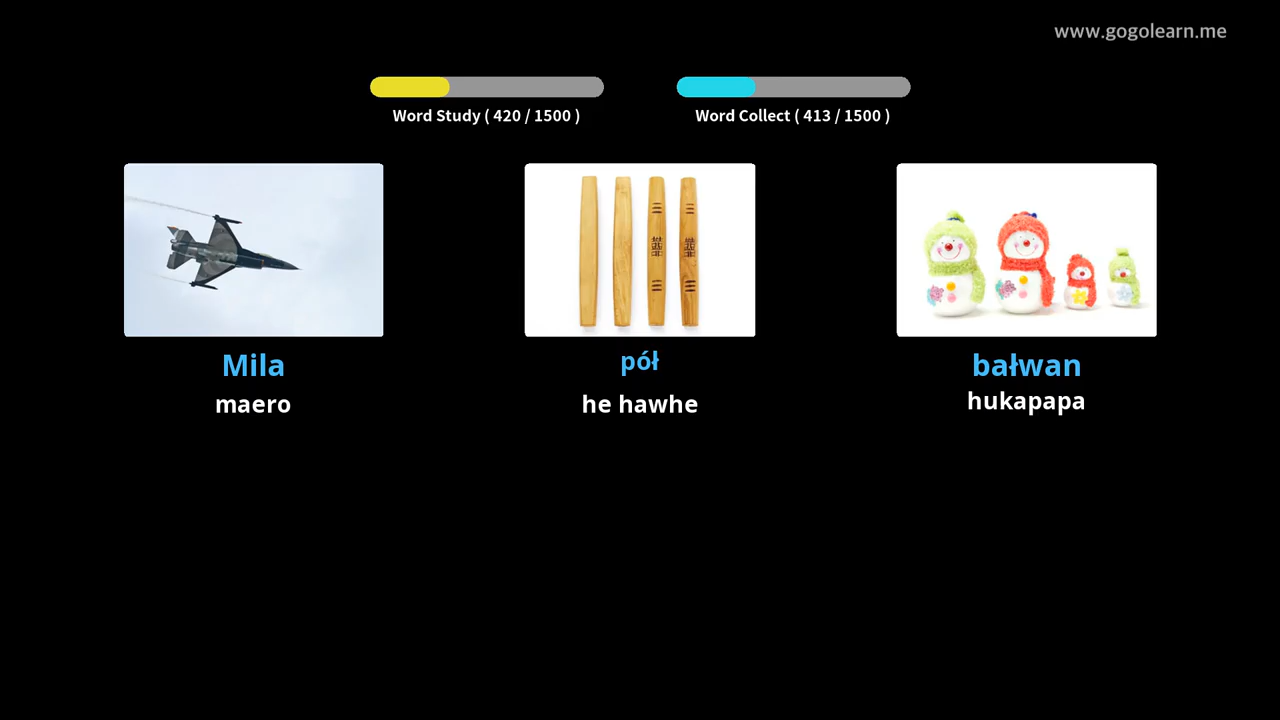 www.gogolearn.me
Word Study ( 420 / 1500 )
Word Collect ( 413 / 1500 )
Mila
pół
bałwan
maero
he hawhe
hukapapa